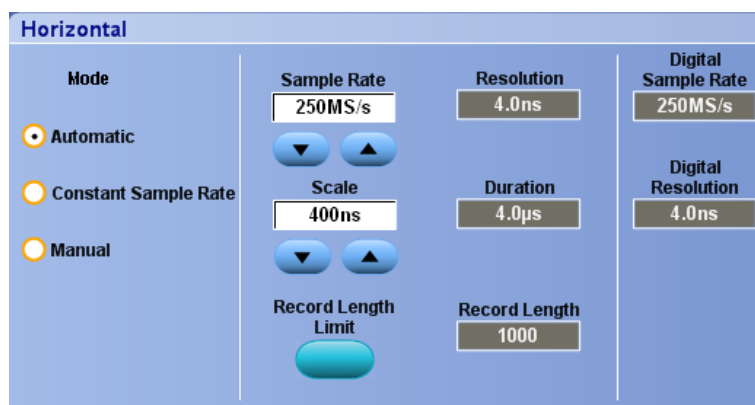 Horizontal
Mode
Automatic
Constant Sample Rate
Manual
Sample Rate
250MS/s
Scale
400ns
Record Length
Limit
Resolution
4.0ns
Duration
4.0µs
Record Length
1000
Digital
Sample Rate
250MS/s
Digital
Resolution
4.0ns